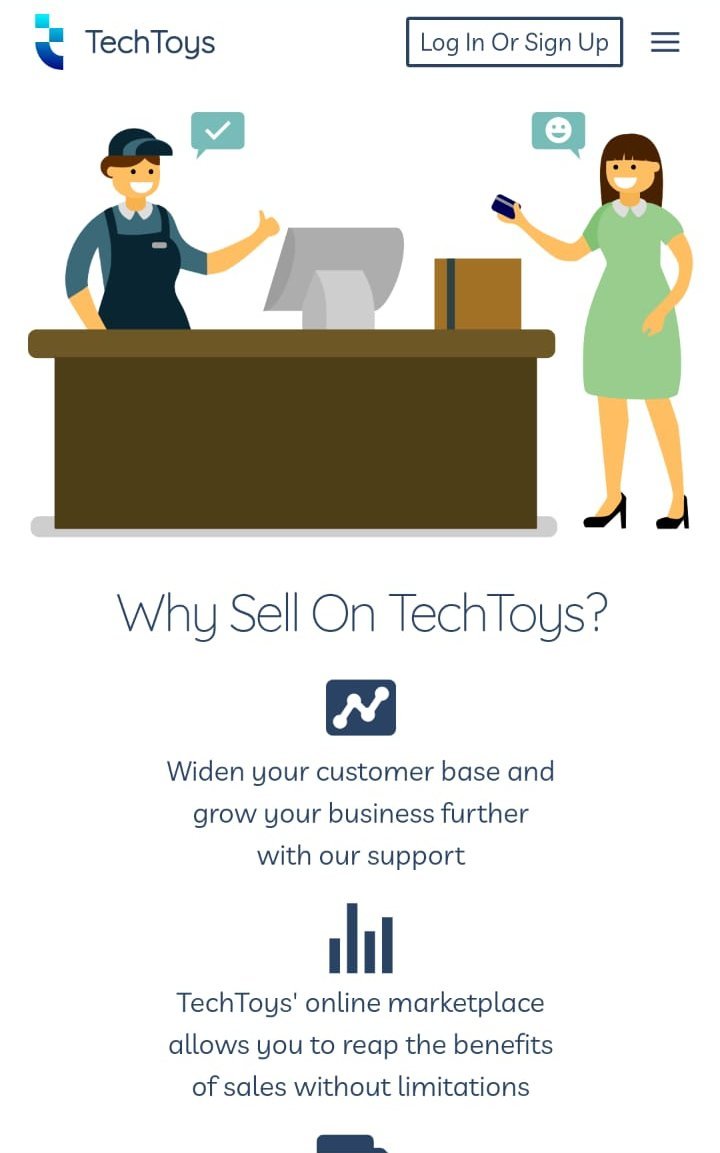 TechToys
Log In Or Sign Up
Why Sell On TechToys?
Widen your customer base and
grow your business further
with our support
TechToys' online marketplace
allows you to reap the benefits
of sales without limitations